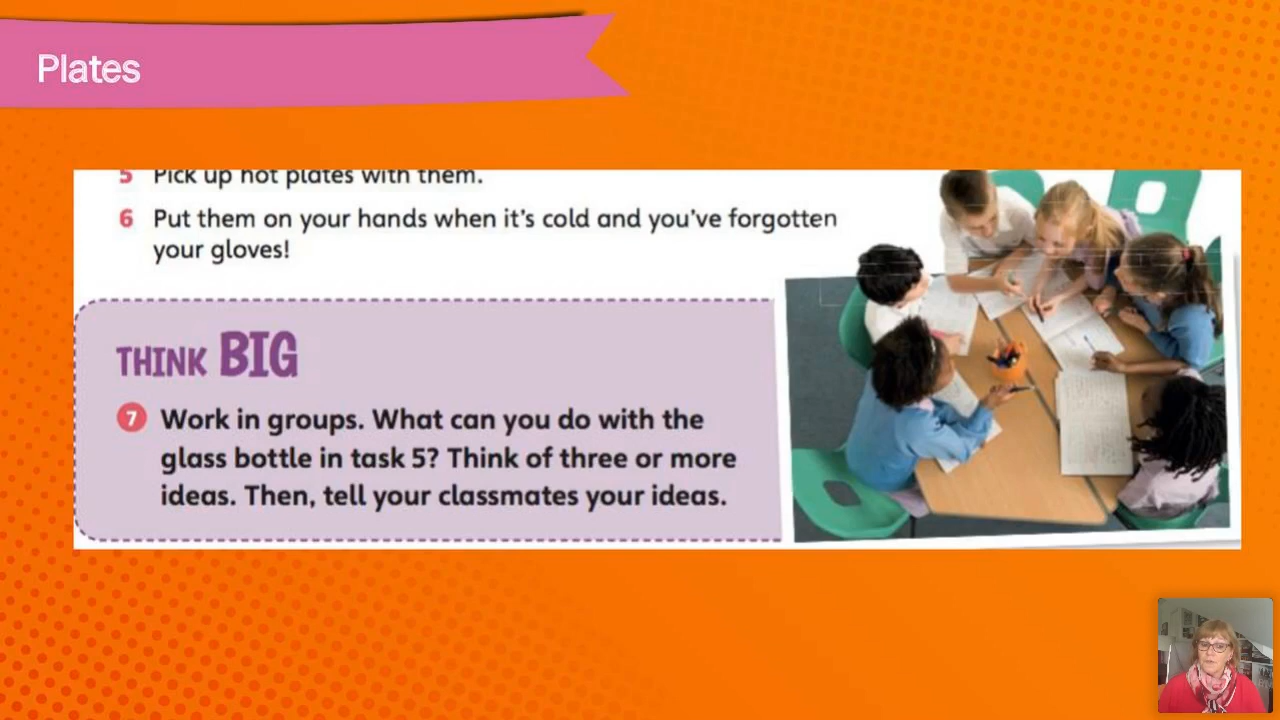 Plates
5 Pick up hot plates with them.
6 Put them on your hands when it's cold and you've forgotten
your gloves!
THINK BIG
7 Work in groups. What can you do with the
glass bottle in task 5? Think of three or more
ideas. Then, tell your classmates your ideas.